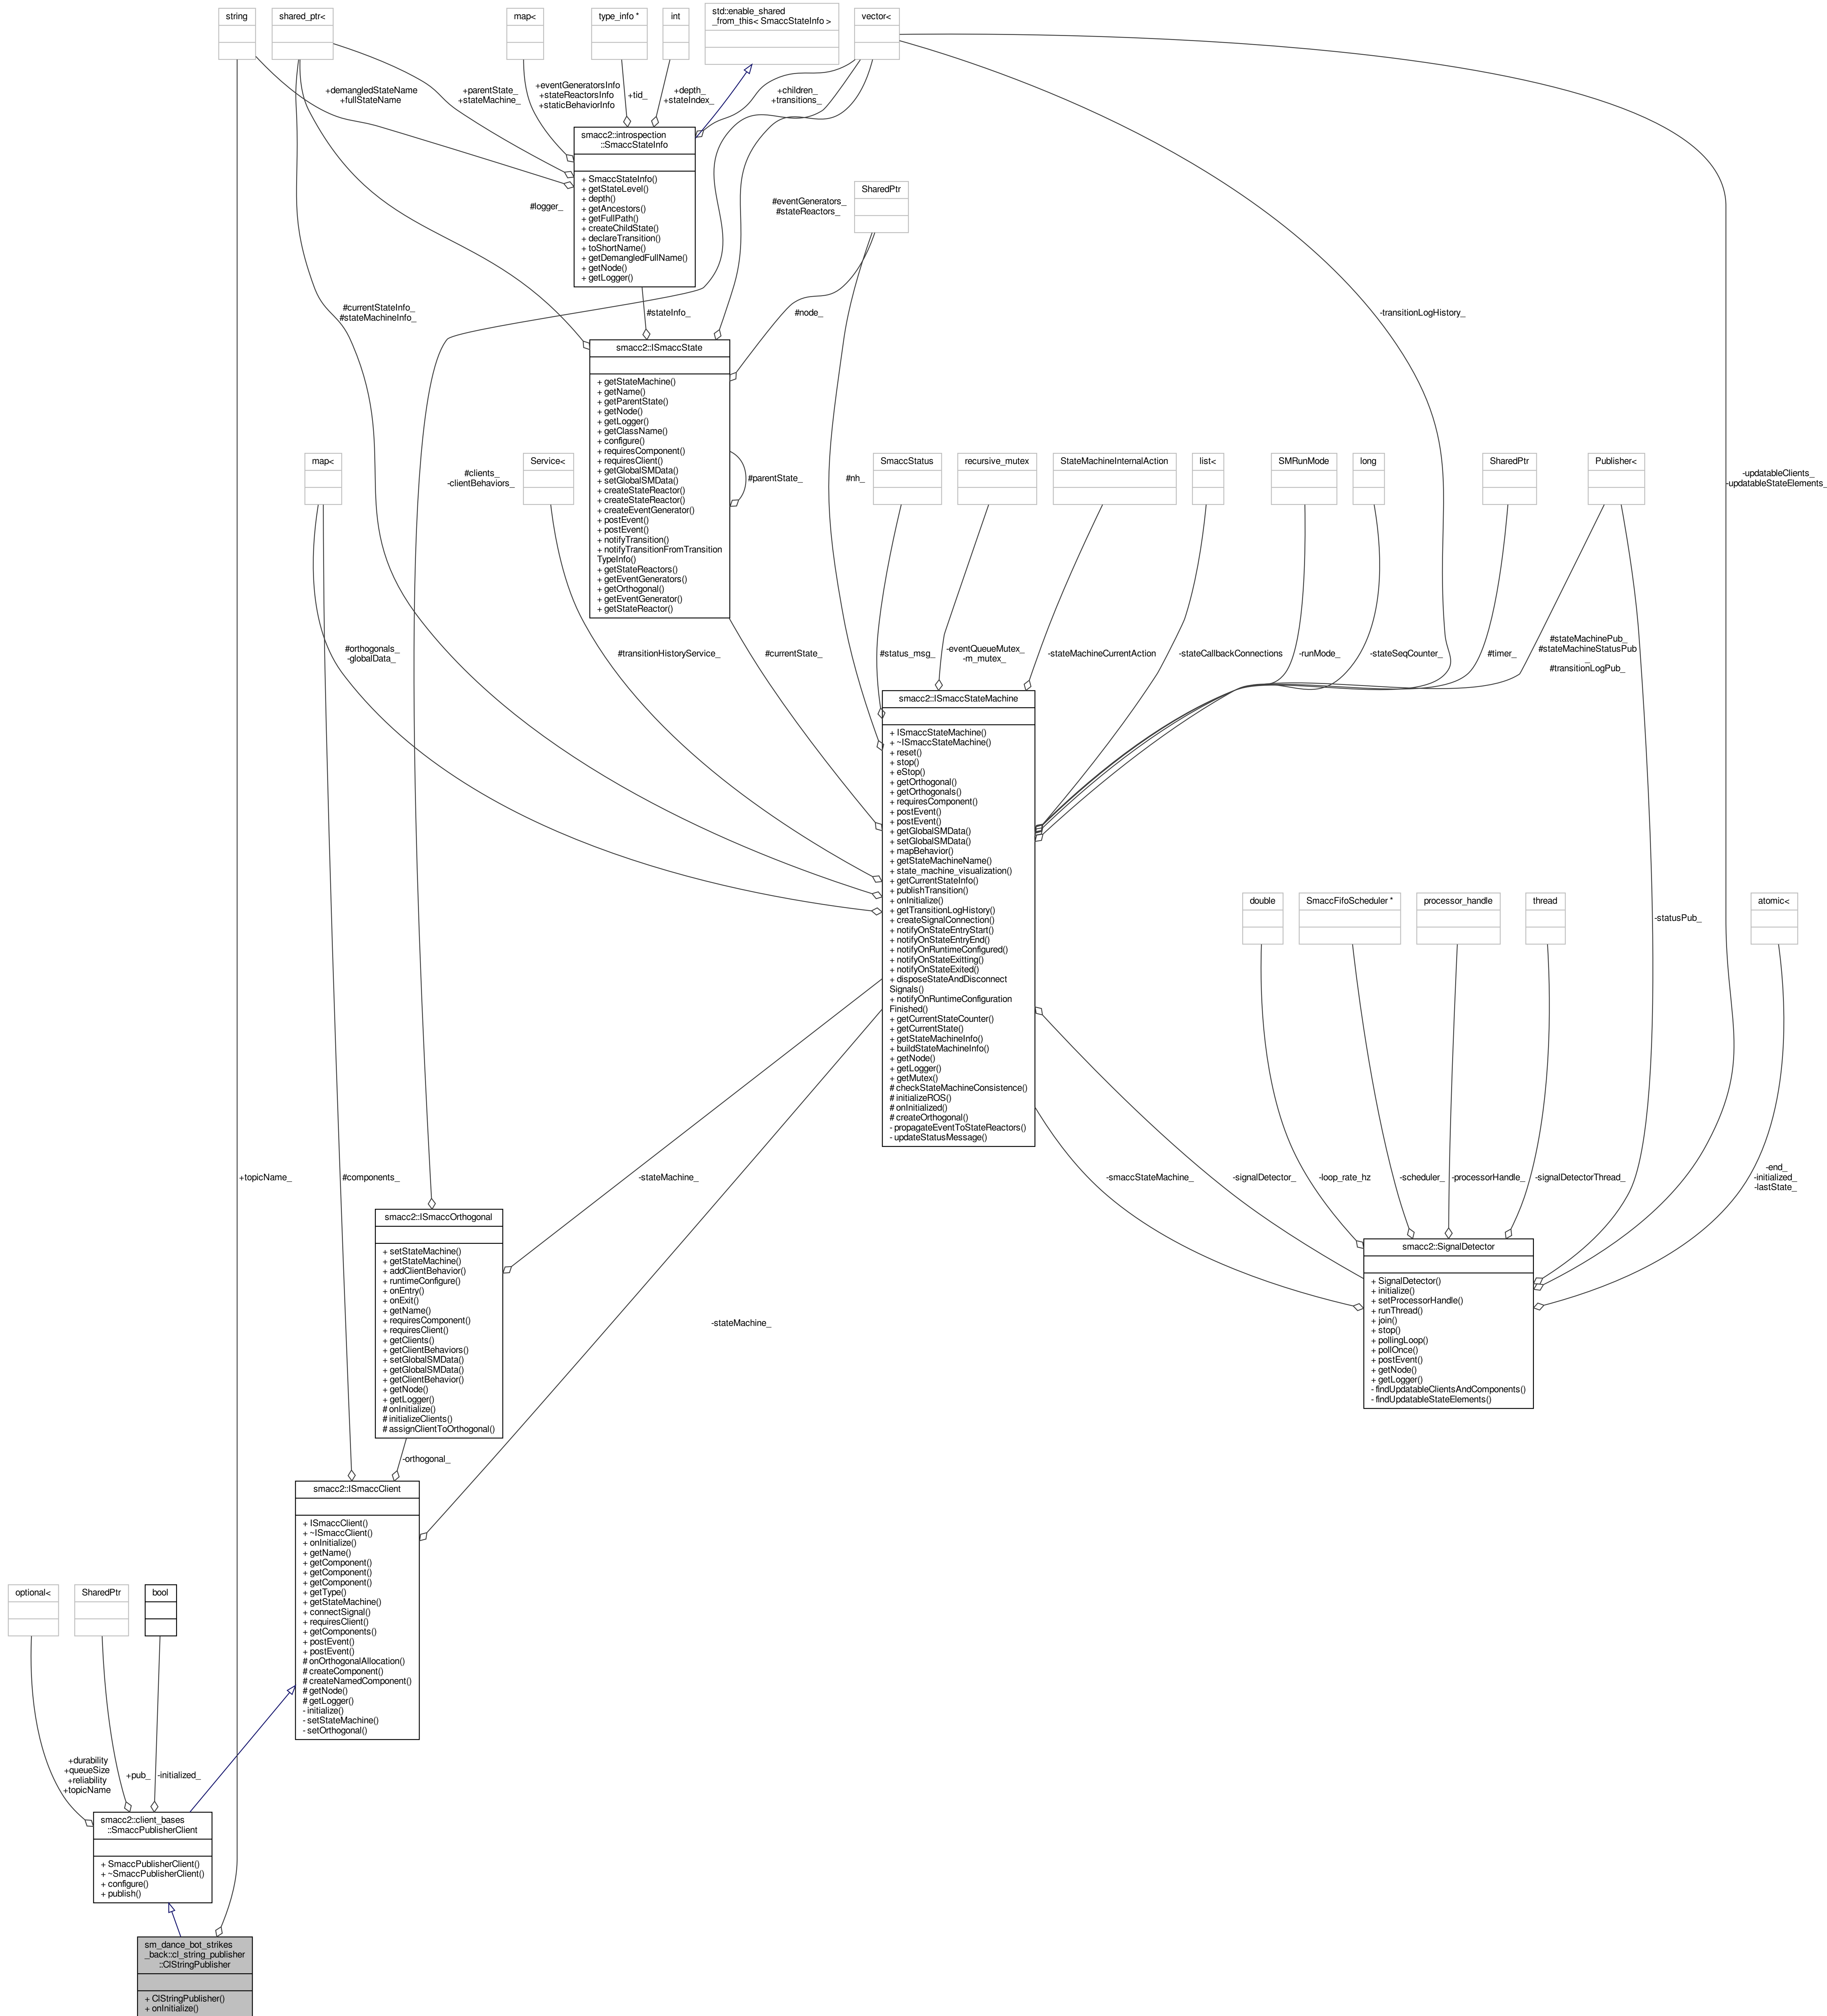 string
shared_ptr<
map<
type_info *
int
std::enable_shared
_from_this< SmaccStateInfo >
vector<
+demangledStateName
+fullStateName
+parentState_
+stateMachine_
+eventGeneratorsInfo
+stateReactorsInfo
+staticBehaviorInfo
+tid_
+depth_
+stateIndex_
+children_
+transitions_
smacc2::introspection
::SmaccStateInfo
+ SmaccStateInfo()
+ getStateLevel()
+ depth()
+ getAncestors()
+ getFullPath()
+ createChildState()
+ declareTransition()
+ toShortName()
+ getDemangledFullName()
+ getNode()
+ getLogger()
SharedPtr
#logger_
#eventGenerators_
#stateReactors_
#currentStateInfo_
#stateMachineInfo_
#stateInfo_
#node_
-transitionLogHistory_
smacc2::ISmaccState
+ getStateMachine()
+ getName()
+ getParentState()
+ getNode()
+ getLogger()
+ getClassName()
+ configure()
+ requiresComponent()
+ requiresClient()
+ getGlobalSMData()
+ setGlobalSMData()
+ createStateReactor()
+ createStateReactor()
+ createEventGenerator()
+ postEvent()
+ postEvent()
+ notifyTransition()
+ notifyTransitionFromTransition
TypeInfo()
+ getStateReactors()
+ getEventGenerators()
+ getOrthogonal()
+ getEventGenerator()
+ getStateReactor()
map<
#clients_
-clientBehaviors_
Service<
#parentState_
#nh_
SmaccStatus
recursive_mutex
StateMachineInternalAction
list<
SMRunMode
long
SharedPtr
Publisher<
-updatableClients_
-updatableStateElements_
#orthogonals_
-globalData_
#transitionHistoryService_
#currentState_
#status_msg_
-eventQueueMutex_
-m_mutex_
-stateMachineCurrentAction
-stateCallbackConnections
-runMode_
-stateSeqCounter_
#timer_
#stateMachinePub_
#stateMachineStatusPub
_
#transitionLogPub_
smacc2::ISmaccStateMachine
+ ISmaccStateMachine()
+ ~ISmaccStateMachine()
+ reset()
+ stop()
+ eStop()
+ getOrthogonal()
+ getOrthogonals()
+ requiresComponent()
+ postEvent()
+ postEvent()
+ getGlobalSMData()
+ setGlobalSMData()
+ mapBehavior()
+ getStateMachineName()
+ state_machine_visualization()
+ getCurrentStateInfo()
+ publishTransition()
+ onInitialize()
+ getTransitionLogHistory()
+ createSignalConnection()
+ notifyOnStateEntryStart()
+ notifyOnStateEntryEnd()
+ notifyOnRuntimeConfigured()
+ notifyOnStateExitting()
+ notifyOnStateExited()
+ disposeStateAndDisconnect
Signals()
+ notifyOnRuntimeConfiguration
Finished()
+ getCurrentStateCounter()
+ getCurrentState()
+ getStateMachineInfo()
+ buildStateMachineInfo()
+ getNode()
+ getLogger()
+ getMutex()
# checkStateMachineConsistence()
# initializeROS()
# onInitialized()
# createOrthogonal()
- propagateEventToStateReactors()
- updateStatusMessage()
double
SmaccFifoScheduler *
processor_handle
thread
atomic<
-statusPub_
+topicName_
#components_
-stateMachine_
-smaccStateMachine_
-signalDetector_
-loop_rate_hz
-scheduler_
-processorHandle_
-signalDetectorThread_
-end_
-initialized_
-lastState_
smacc2::ISmaccOrthogonal
+ setStateMachine()
+ getStateMachine()
+ addClientBehavior()
+ runtimeConfigure()
+ onEntry()
+ onExit()
+ getName()
+ requiresComponent()
+ requiresClient()
+ getClients()
+ getClientBehaviors()
+ setGlobalSMData()
+ getGlobalSMData()
+ getClientBehavior()
+ getNode()
+ getLogger()
# onInitialize()
# initializeClients()
# assignClientToOrthogonal()
smacc2::SignalDetector
+ SignalDetector()
+ initialize()
+ setProcessorHandle()
+ runThread()
+ join()
+ stop()
+ pollingLoop()
+ pollOnce()
+ postEvent()
+ getNode()
+ getLogger()
- findUpdatableClientsAndComponents()
- findUpdatableStateElements()
-stateMachine_
-orthogonal_
smacc2::ISmaccClient
+ ISmaccClient()
+ ~ISmaccClient()
+ onInitialize()
+ getName()
+ getComponent()
+ getComponent()
+ getComponent()
+ getType()
+ getStateMachine()
+ connectSignal()
+ requiresClient()
+ getComponents()
+ postEvent()
+ postEvent()
# onOrthogonalAllocation()
# createComponent()
# createNamedComponent()
# getNode()
# getLogger()
- initialize()
- setStateMachine()
- setOrthogonal()
optional<
SharedPtr
bool
+durability
+queueSize
+reliability
+topicName
+pub_
-initialized_
smacc2::client_bases
::SmaccPublisherClient
+ SmaccPublisherClient()
+ ~SmaccPublisherClient()
+ configure()
+ publish()
sm_dance_bot_strikes
_back::cl_string_publisher
::ClStringPublisher
+ ClStringPublisher()
+ onInitialize()